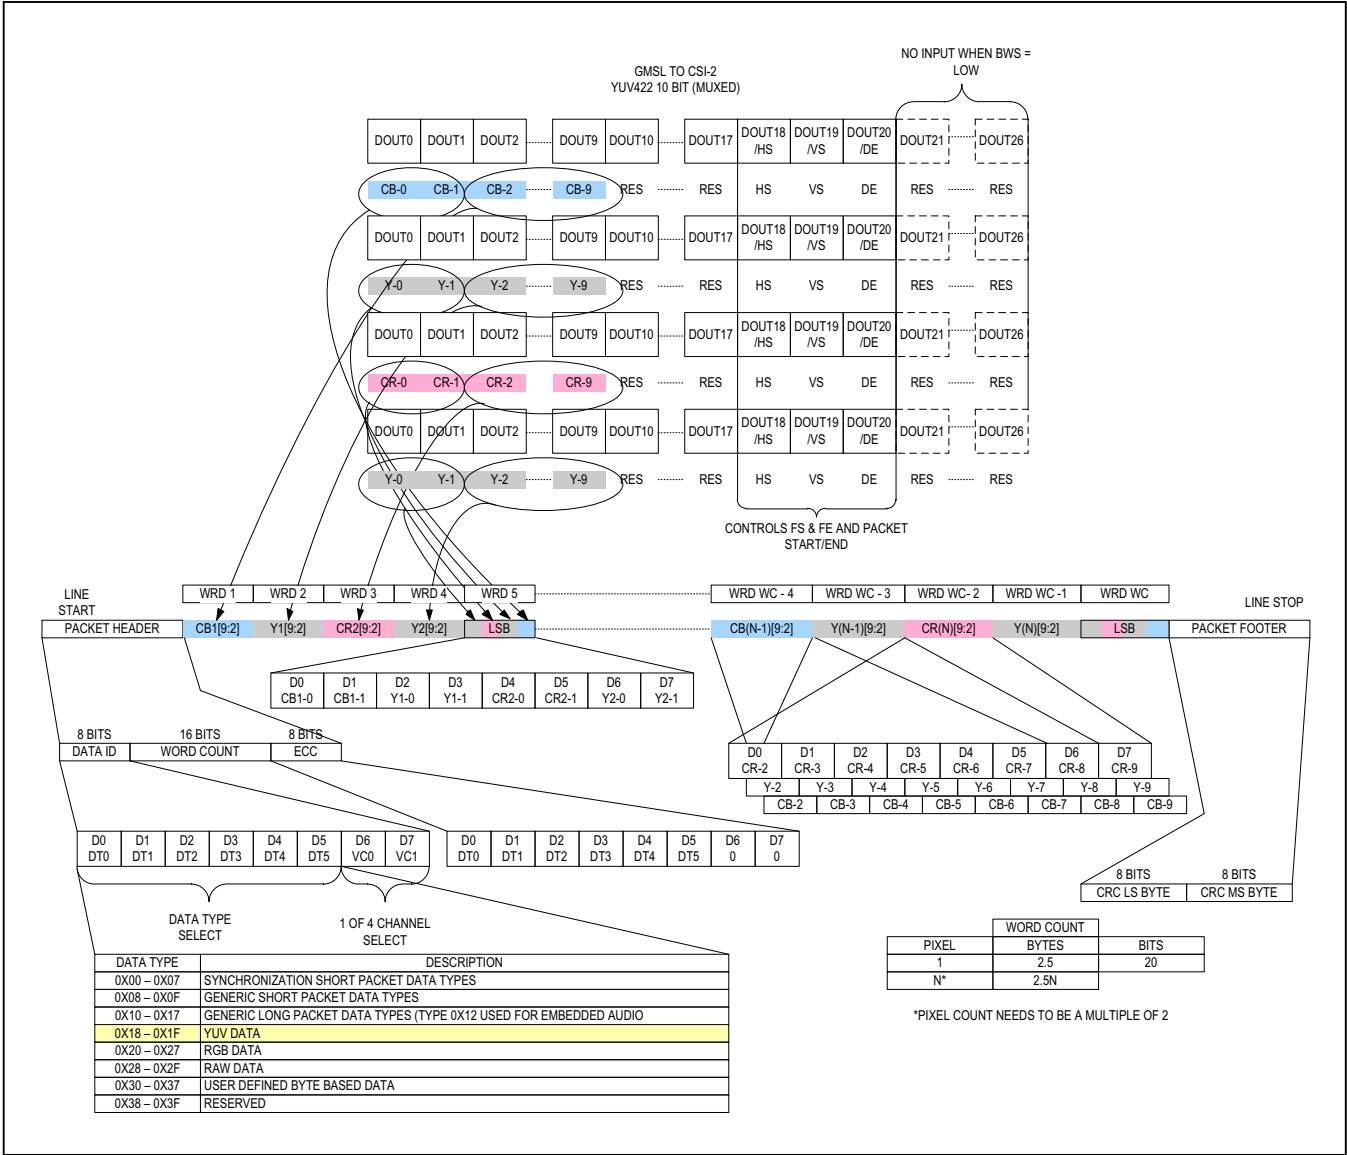 GMSL TO CSI-2
YUV422 10 BIT (MUXED)
NO INPUT WHEN BWS =
LOW
DOUT0 DOUT1 DOUT2 DOUT9 DOUT10 DOUT17 DOUT18 /HS DOUT19 /VS DOUT20 /DE DOUT21 DOUT26
CB-0 CB-1 CB-2 CB-9 RES RES HS VS DE RES RES
DOUT0 DOUT1 DOUT2 DOUT9 DOUT10 DOUT17 DOUT18 /HS DOUT19 /VS DOUT20 /DE DOUT21 DOUT26
Y-0 Y-1 Y-2 Y-9 RES RES HS VS DE RES RES
DOUT0 DOUT1 DOUT2 DOUT9 DOUT10 DOUT17 DOUT18 /HS DOUT19 /VS DOUT20 /DE DOUT21 DOUT26
CR-0 CR-1 CR-2 CR-9 RES RES HS VS DE RES RES
DOUT0 DOUT1 DOUT2 DOUT9 DOUT10 DOUT17 DOUT18 /HS DOUT19 /VS DOUT20 /DE DOUT21 DOUT26
Y-0 Y-1 Y-2 Y-9 RES RES HS VS DE RES RES
CONTROLS FS & FE AND PACKET
START/END
LINE
START
WRD 1 WRD 2 WRD 3 WRD 4 WRD 5 WRD WC - 4 WRD WC - 3 WRD WC- 2 WRD WC -1 WRD WC
LINE STOP
PACKET HEADER CB1[9:2] Y1[9:2] CR2[9:2] Y2[9:2] LSB CB(N-1)[9:2] Y(N-1)[9:2] CR(N)[9:2] Y(N)[9:2] LSB PACKET FOOTER
D0 D1 D2 D3 D4 D5 D6 D7
CB1-0 CB1-1 Y1-0 Y1-1 CR2-0 CR2-1 Y2-0 Y2-1
8 BITS 16 BITS 8 BITS
DATA ID WORD COUNT ECC
D0 D1 D2 D3 D4 D5 D6 D7
CR-2 CR-3 CR-4 CR-5 CR-6 CR-7 CR-8 CR-9
Y-2 Y-3 Y-4 Y-5 Y-6 Y-7 Y-8 Y-9
CB-2 CB-3 CB-4 CB-5 CB-6 CB-7 CB-8 CB-9
D0 D1 D2 D3 D4 D5 D6 D7
DT0 DT1 DT2 DT3 DT4 DT5 VC0 VC1
D0 D1 D2 D3 D4 D5 D6 D7
DT0 DT1 DT2 DT3 DT4 DT5 0 0
8 BITS 8 BITS
CRC LS BYTE CRC MS BYTE
DATA TYPE
SELECT
1 OF 4 CHANNEL
SELECT
WORD COUNT
PIXEL BYTES BITS
1 2.5 20
N* 2.5N
*PIXEL COUNT NEEDS TO BE A MULTIPLE OF 2
DATA TYPE DESCRIPTION
0X00 – 0X07 SYNCHRONIZATION SHORT PACKET DATA TYPES
0X08 – 0X0F GENERIC SHORT PACKET DATA TYPES
0X10 – 0X17 GENERIC LONG PACKET DATA TYPES (TYPE 0X12 USED FOR EMBEDDED AUDIO
0X18 – 0X1F YUV DATA
0X20 – 0X27 RGB DATA
0X28 – 0X2F RAW DATA
0X30 – 0X37 USER DEFINED BYTE BASED DATA
0X38 – 0X3F RESERVED